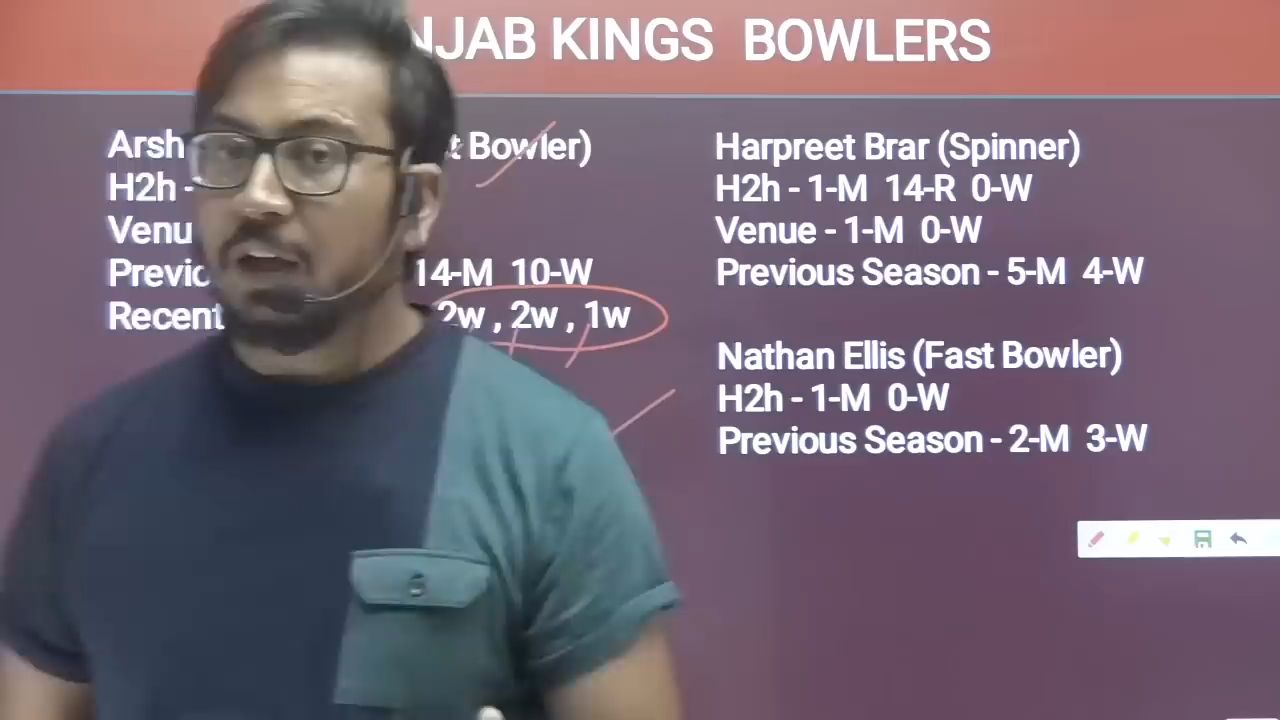 NJAB KINGS BOWLERS
Arsh t Bowler)
H2h -
Venu
Previo 14-M 10-W
Recent 2w , 2w , 1w
Harpreet Brar (Spinner)
H2h - 1-M 14-R 0-W
Venue - 1-M 0-W
Previous Season - 5-M 4-W
Nathan Ellis (Fast Bowler)
H2h - 1-M 0-W
Previous Season - 2-M 3-W